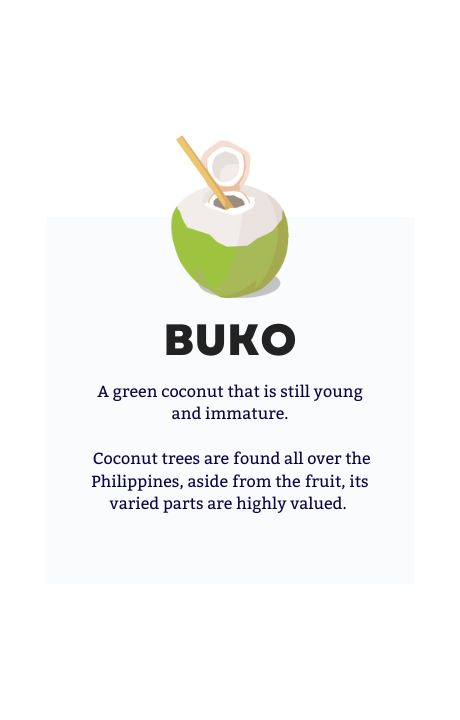 BUKO
A green coconut that is still young
and immature.
Coconut trees are found all over the
Philippines, aside from the fruit, its
varied parts are highly valued.